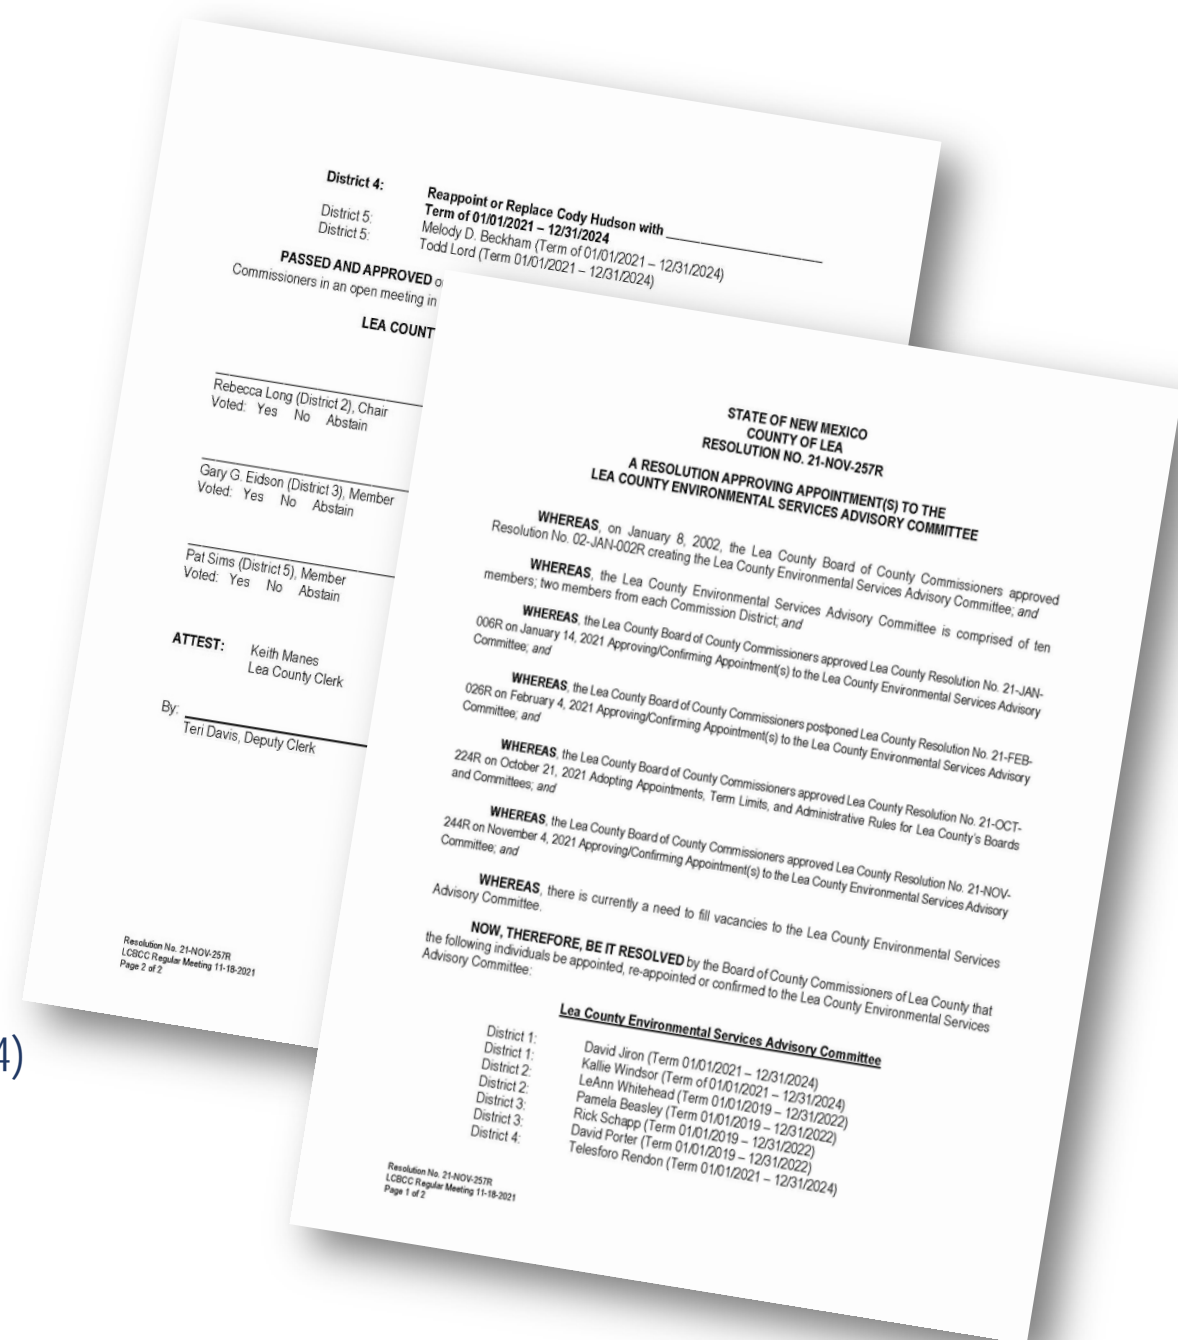 District 4: Reappoint or Replace Cody Hudson with
Term of 01/01/2021 – 12/31/2024
District 5: Melody D. Beckham (Term of 01/01/2021 – 12/31/2024)
District 5: Todd Lord (Term 01/01/2021 – 12/31/2024)
PASSED AND APPROVED
Commissioners in an open meeting in
LEA COUNT
Rebecca Long (District 2), Chair
Voted: Yes No Abstain
Gary G. Eidson (District 3), Member
Voted: Yes No Abstain
Pat Sims (District 5), Member
Voted: Yes No Abstain
ATTEST: Keith Manes
Lea County Clerk
By:
Teri Davis, Deputy Clerk
Resolution No. 21-NOV-257R
LCBCC Regular Meeting 11-18-2021
Page 2 of 2
4)
STATE OF NEW MEXICO
COUNTY OF LEA
RESOLUTION NO. 21-NOV-257R
A RESOLUTION APPROVING APPOINTMENT(S) TO THE
LEA COUNTY ENVIRONMENTAL SERVICES ADVISORY COMMITTEE
WHEREAS, on January 8, 2002, the Lea County Board of County Commissioners approved
Resolution No. 02-JAN-002R creating the Lea County Environmental Services Advisory Committee; and
WHEREAS, the Lea County Environmental Services Advisory Committee is comprised of ten
members; two members from each Commission District; and
WHEREAS, the Lea County Board of County Commissioners approved Lea County Resolution No. 21-JAN-
006R on January 14, 2021 Approving/Confirming Appointment(s) to the Lea County Environmental Services Advisory
Committee; and
WHEREAS, the Lea County Board of County Commissioners postponed Lea County Resolution No. 21-FEB-
026R on February 4, 2021 Approving/Confirming Appointment(s) to the Lea County Environmental Services Advisory
Committee; and
WHEREAS, the Lea County Board of County Commissioners approved Lea County Resolution No. 21-OCT-
224R on October 21, 2021 Adopting Appointments, Term Limits, and Administrative Rules for Lea County's Boards
and Committees; and
WHEREAS, the Lea County Board of County Commissioners approved Lea County Resolution No. 21-NOV-
244R on November 4, 2021 Approving/Confirming Appointment(s) to the Lea County Environmental Services Advisory
Committee; and
WHEREAS, there is currently a need to fill vacancies to the Lea County Environmental Services
Advisory Committee.
NOW, THEREFORE, BE IT RESOLVED by the Board of County Commissioners of Lea County that
the following individuals be appointed, re-appointed or confirmed to the Lea County Environmental Services
Advisory Committee:
Lea County Environmental Services Advisory Committee
District 1: David Jiron (Term 01/01/2021 – 12/31/2024)
District 1: Kallie Windsor (Term of 01/01/2021 – 12/31/2024)
District 2: LeAnn Whitehead (Term 01/01/2019 – 12/31/2022)
District 2: Pamela Beasley (Term 01/01/2019 – 12/31/2022)
District 3: Rick Schapp (Term 01/01/2019 – 12/31/2022)
District 3: David Porter (Term 01/01/2019 – 12/31/2022)
District 4: Telesforo Rendon (Term 01/01/2021 – 12/31/2024)
Resolution No. 21-NOV-257R
LCBCC Regular Meeting 11-18-2021
Page 1 of 2